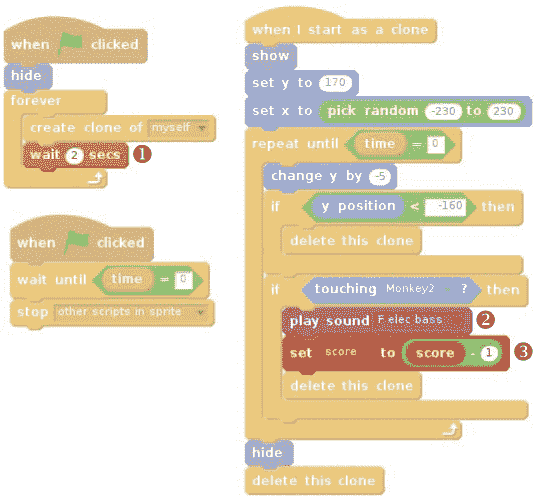 when clicked
hide
forever
create clone of myself
wait 2 secs 1
when clicked
wait until time = 0
stop other scripts in sprite
when I start as a clone
show
set y to 170
set x to pick random -230 to 230
repeat until time = 0
change y by -5
if y position < -160 then
delete this clone
if touching Monkey2 ? then
play sound F elec bass 2
set score to score - 1 3
delete this clone
hide
delete this clone